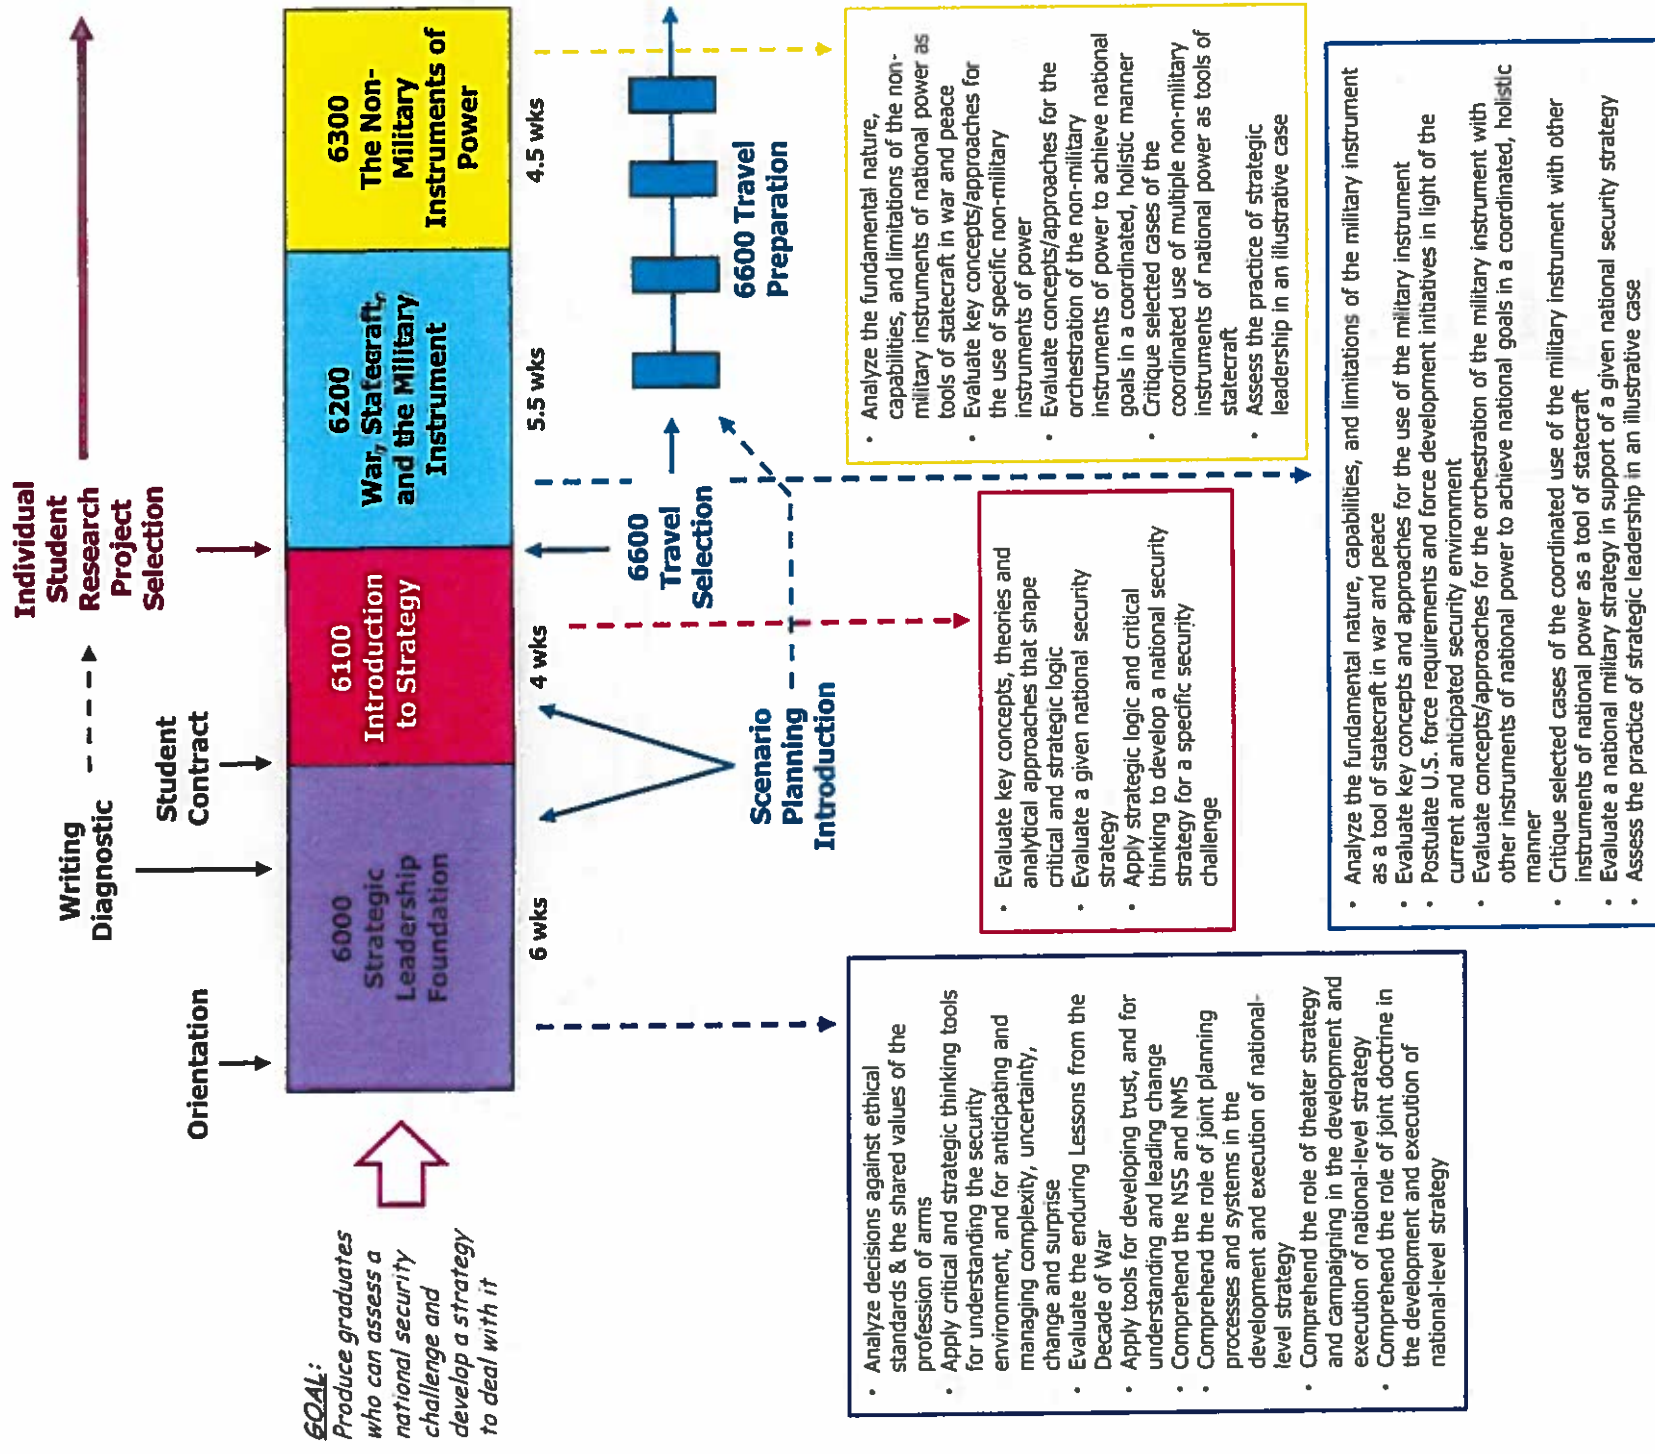 Individual
Student
Research
Project
Selection
Writing
Diagnostic
Student
Contract
Orientation
GOAL:
Produce graduates
who can assess a
national security
challenge and
develop a strategy
to deal with it
6000
Strategic
Leadership
Foundation
6100
Introduction
to Strategy
6200
War, Statecraft,
and the Military
Instrument
6300
The Non-
Military
Instruments of
Power
6 wks
4 wks
5.5 wks
4.5 wks
Scenario
Planning
Introduction
6600
Travel
Selection
6600 Travel
Preparation
• Analyze decisions against ethical
standards & the shared values of the
profession of arms
• Apply critical and strategic thinking tools
for understanding the security
environment, and for anticipating and
managing complexity, uncertainty,
change and surprise
• Evaluate the enduring Lessons from the
Decade of War
• Apply tools for developing trust, and for
understanding and leading change
• Comprehend the NSS and NMS
• Comprehend the role of joint planning
processes and systems in the
development and execution of national-
level strategy
• Comprehend the role of theater strategy
and campaigning in the development and
execution of national-level strategy
• Comprehend the role of joint doctrine in
the development and execution of
national-level strategy
• Evaluate key concepts, theories and
analytical approaches that shape
critical and strategic logic
• Evaluate a given national security
strategy
• Apply strategic logic and critical
thinking to develop a national security
strategy for a specific security
challenge
• Analyze the fundamental nature,
capabilities, and limitations of the non-
military instruments of national power as
tools of statecraft in war and peace
• Evaluate key concepts/approaches for
the use of specific non-military
instruments of power
• Evaluate concepts/approaches for the
orchestration of the non-military
instruments of power to achieve national
goals in a coordinated, holistic manner
• Critique selected cases of the
coordinated use of multiple non-military
instruments of national power as tools of
statecraft
• Assess the practice of strategic
leadership in an illustrative case
• Analyze the fundamental nature, capabilities, and limitations of the military instrument
as a tool of statecraft in war and peace
• Evaluate key concepts and approaches for the use of the military instrument
• Postulate U.S. force requirements and force development initiatives in light of the
current and anticipated security environment
• Evaluate concepts/approaches for the orchestration of the military instrument with
other instruments of national power to achieve national goals in a coordinated, holistic
manner
• Critique selected cases of the coordinated use of the military instrument with other
instruments of national power as a tool of statecraft
• Evaluate a national military strategy in support of a given national security strategy
• Assess the practice of strategic leadership in an illustrative case